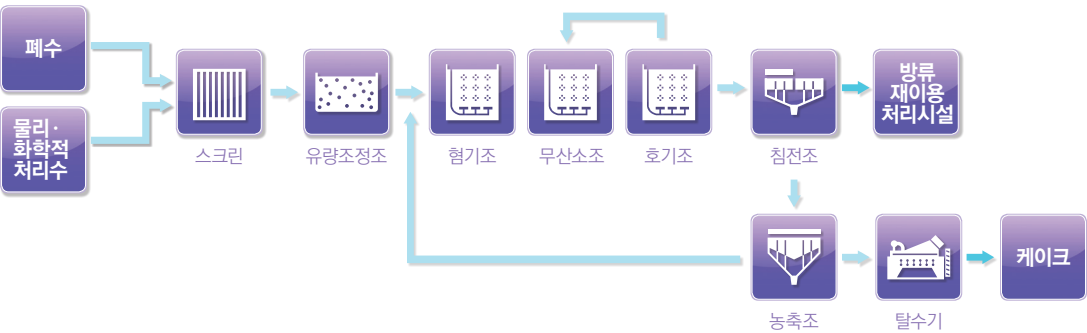 폐수
물리·
화학적
처리수
스크린
유량조정조
혐기조
무산소조
호기조
침전조
방류
재이용
처리시설
농축조
탈수기
케이크